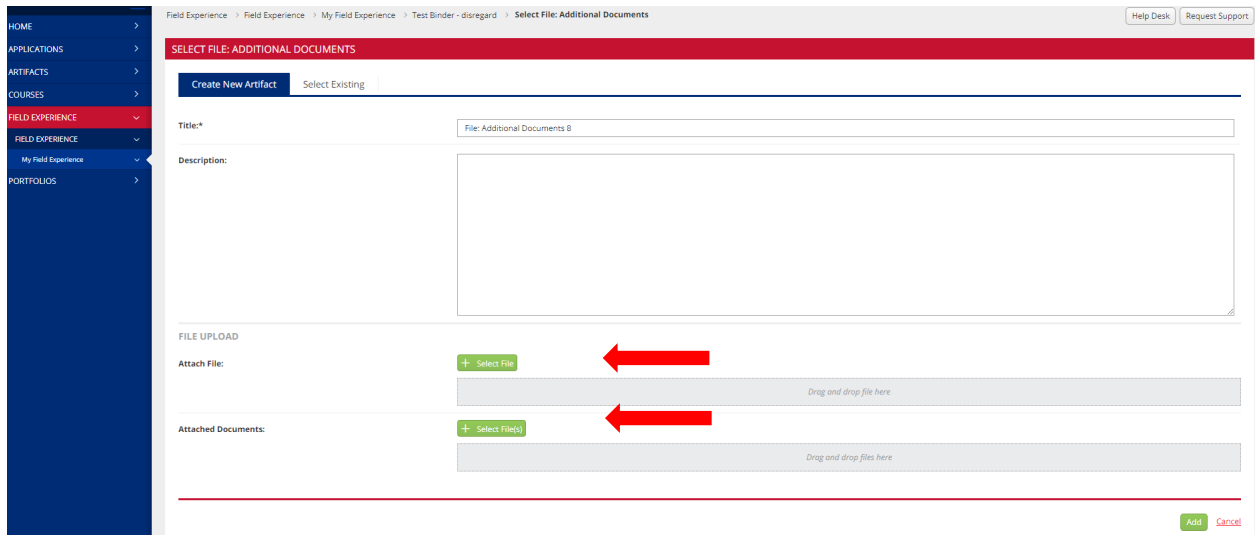 Field Experience > Field Experience > My Field Experience > Test Binder - disregard > Select File: Additional Documents
Help Desk
Request Support
HOME
APPLICATIONS
ARTIFACTS
COURSES
FIELD EXPERIENCE
FIELD EXPERIENCE
My Field Experience
PORTFOLIOS
SELECT FILE: ADDITIONAL DOCUMENTS
Create New Artifact
Select Existing
Title:*
File: Additional Documents 8
Description:
FILE UPLOAD
Attach File:
+ Select File
Drag and drop file here
Attached Documents:
+ Select File(s)
Drag and drop files here
Add
Cancel